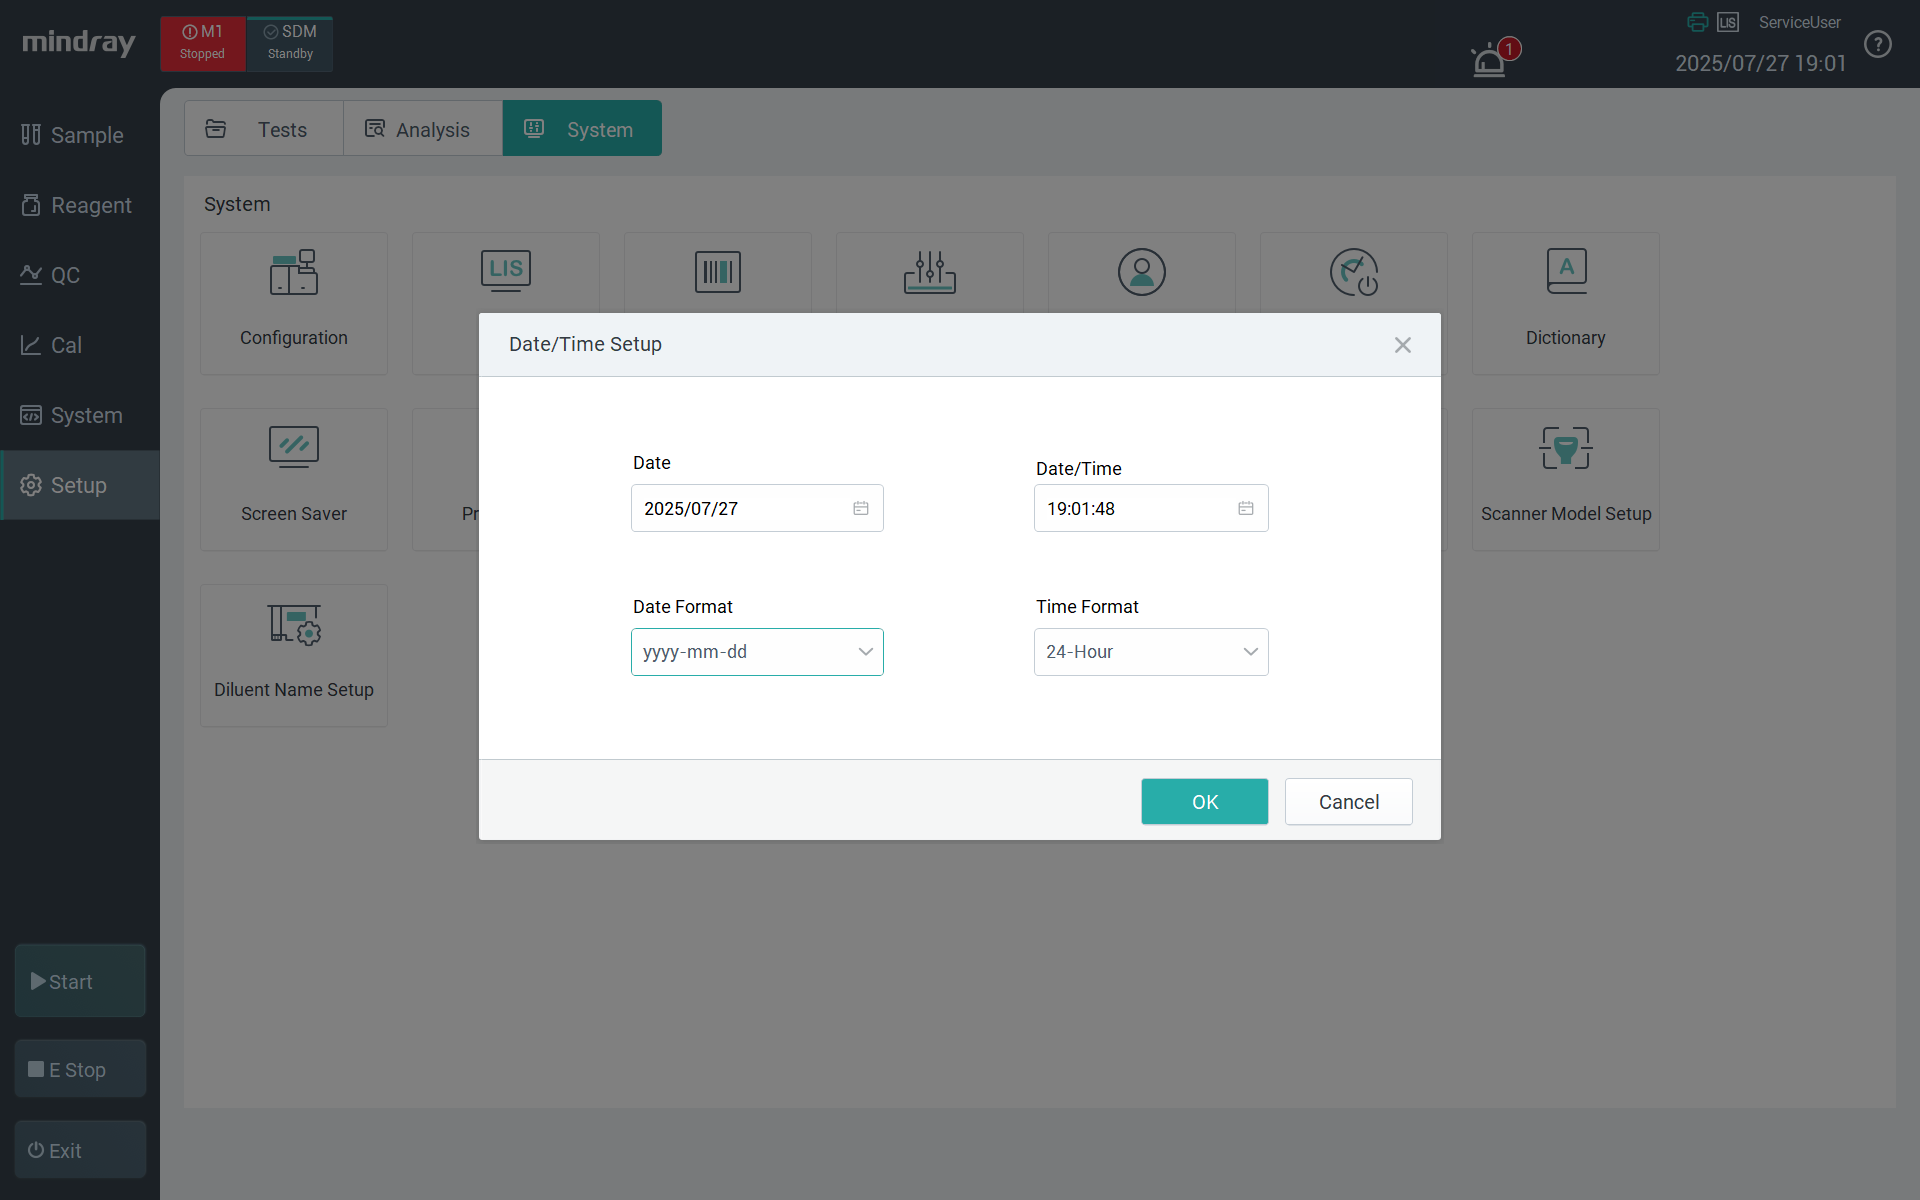 mindray
M1
Stopped
SDM
Standby
1
LIS
ServiceUser
2025/07/27 19:01
?
Sample
Reagent
QC
Cal
System
Setup
Start
E Stop
Exit
Tests
Analysis
System
System
LIS
A
Configuration
Dictionary
Screen Saver
Pr
Scanner Model Setup
Diluent Name Setup
Date/Time Setup
Date
Date/Time
2025/07/27
19:01:48
Date Format
Time Format
yyyy-mm-dd
24-Hour
OK
Cancel